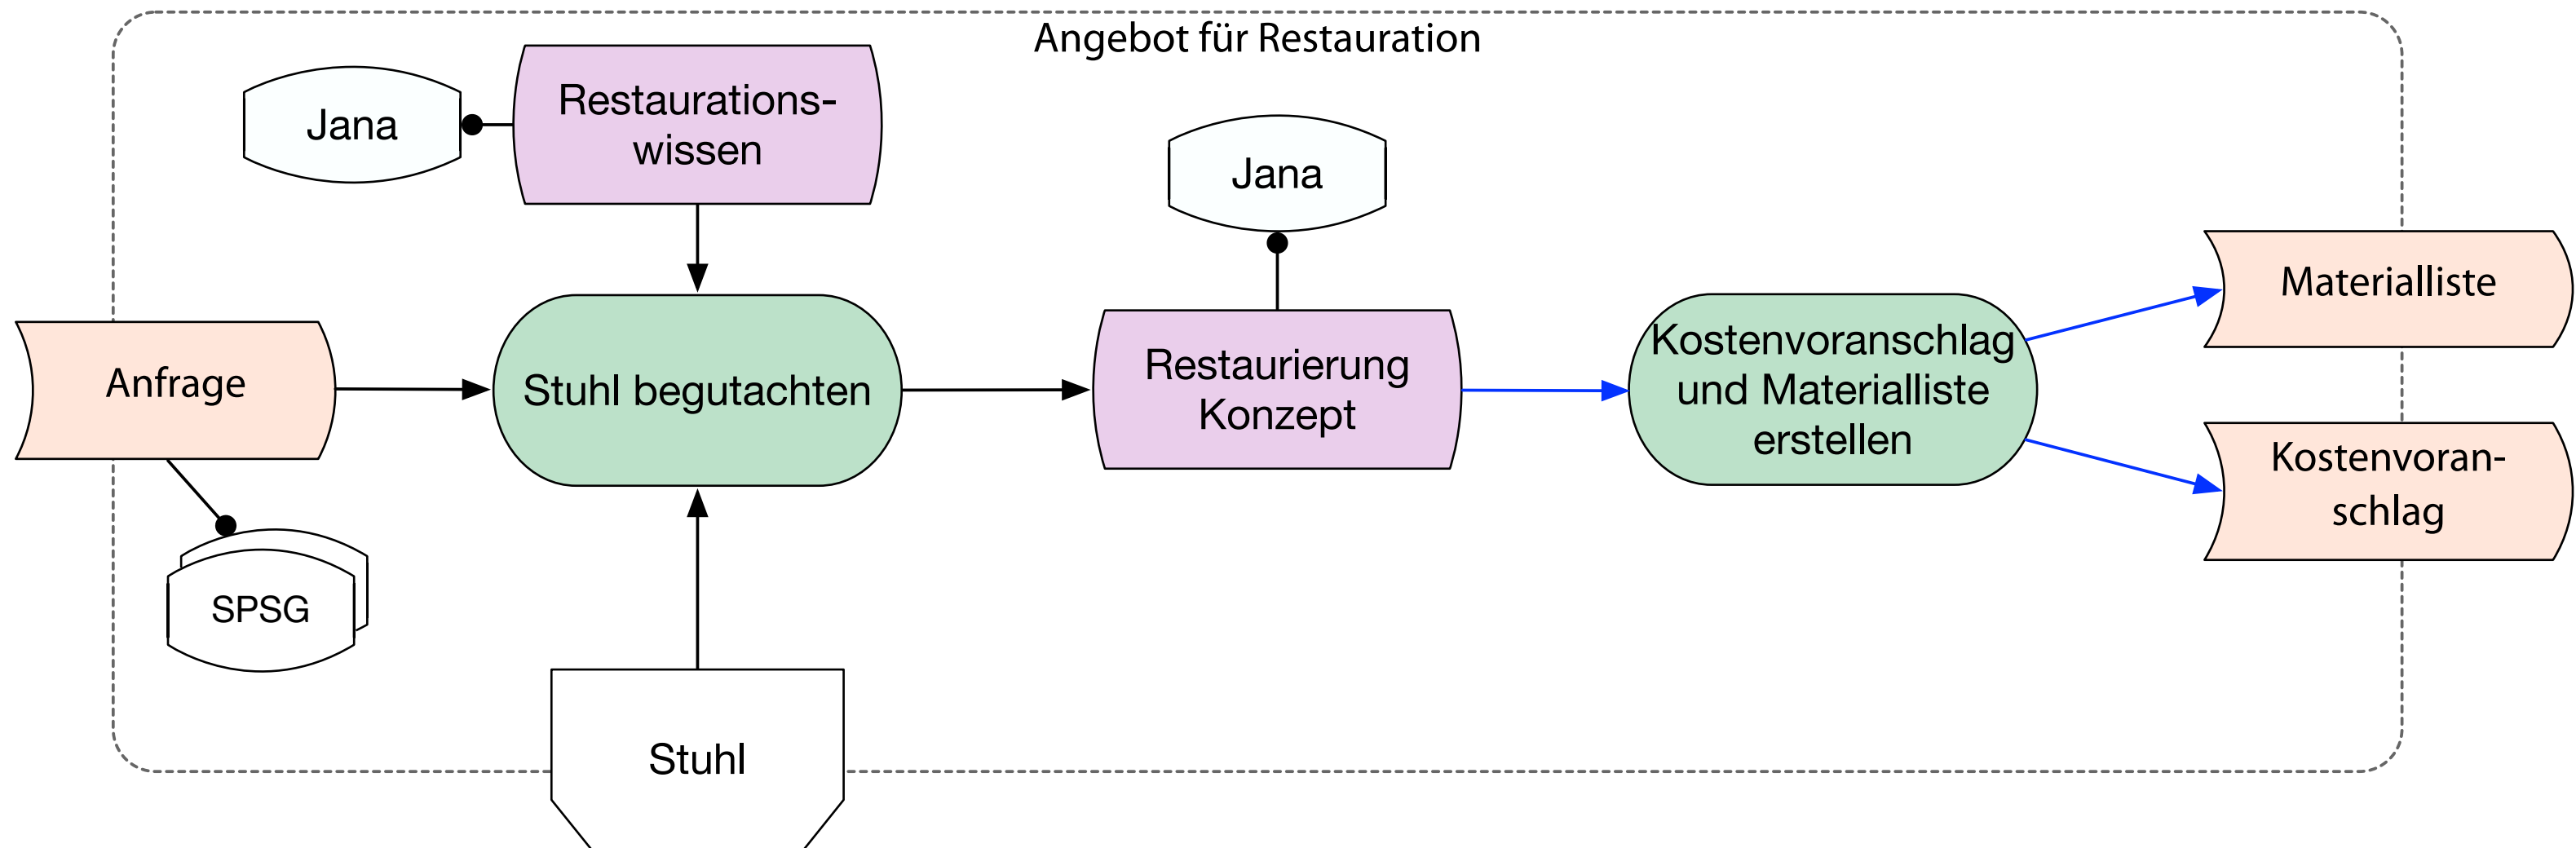 Angebot für Restauration
Jana
Restaurations-
wissen
Jana
Anfrage
Stuhl begutachten
Restaurierung
Konzept
Kostenvoranschlag
und Materialliste
erstellen
Materialliste
Kostenvoran-
schlag
SPSG
Stuhl